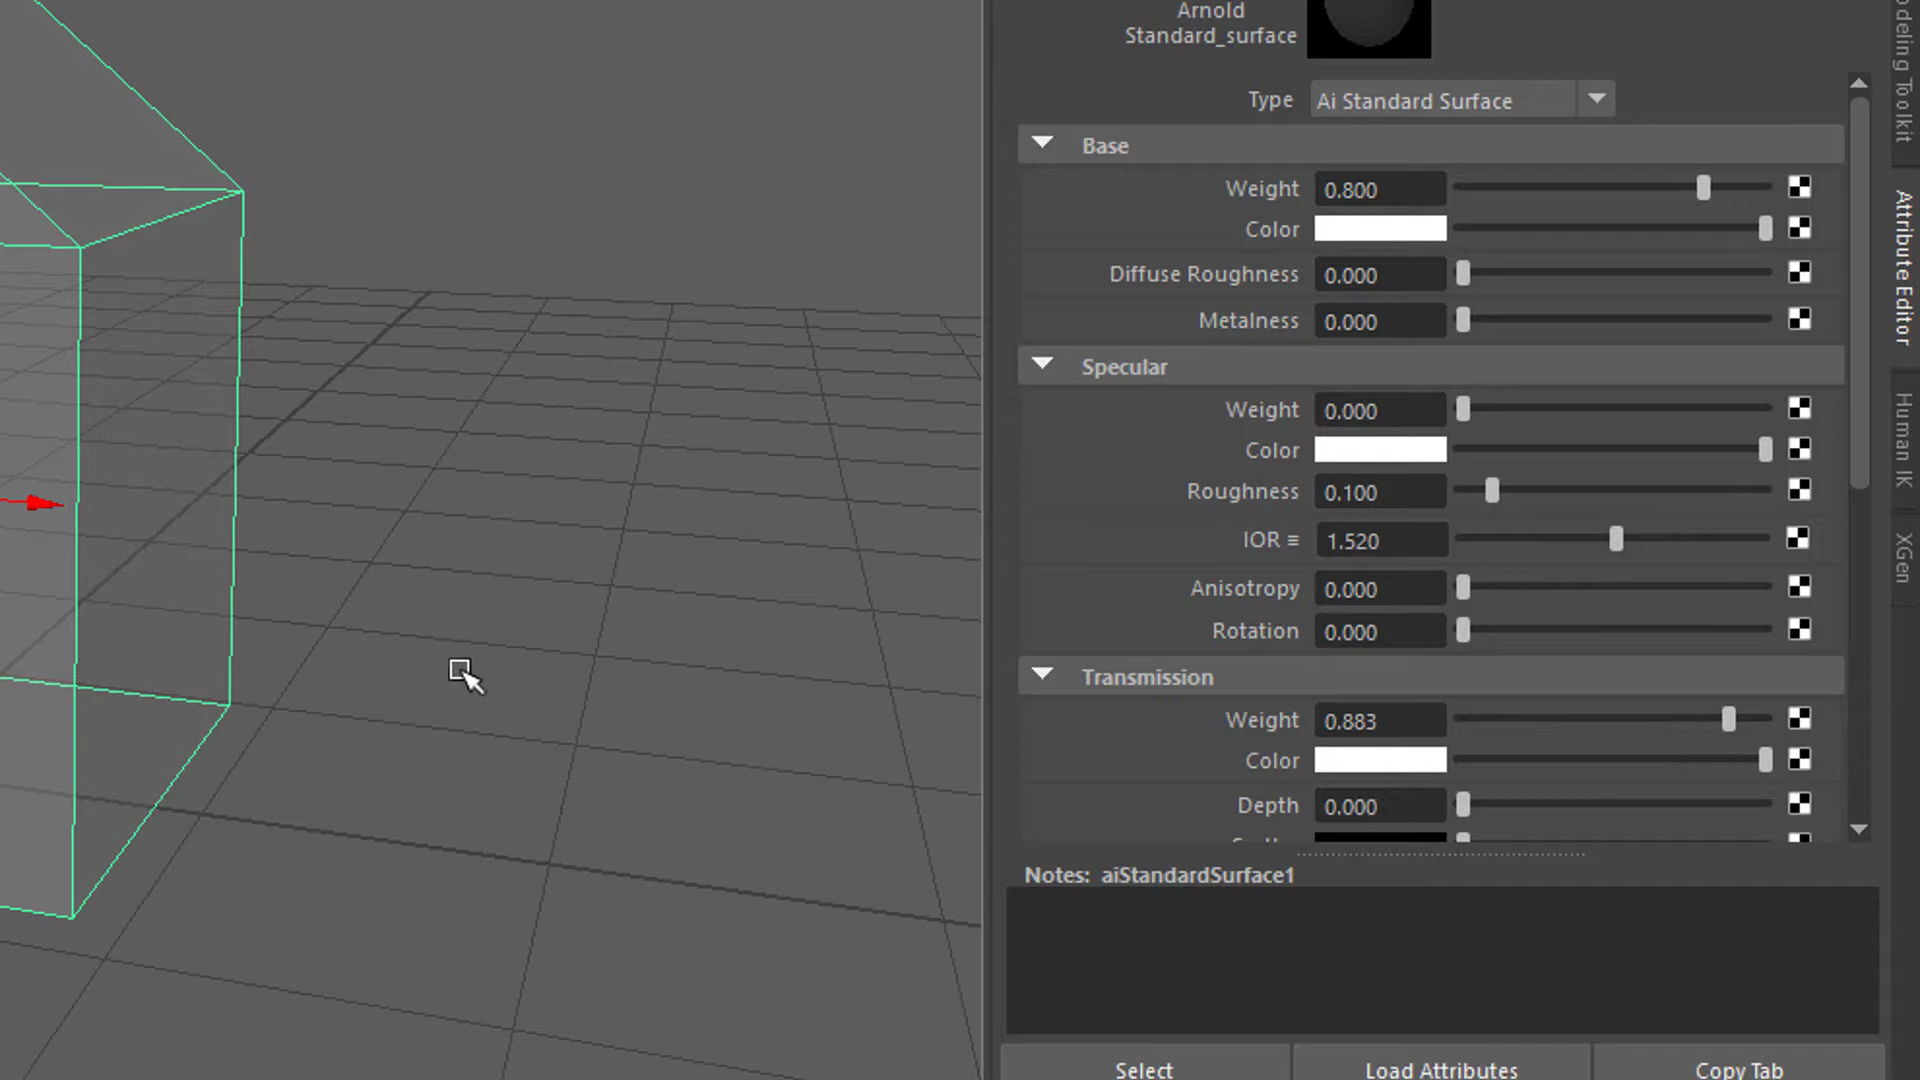 Arnold
Standard_surface
Type Ai Standard Surface
Base
Weight 0.800
Color
Diffuse Roughness 0.000
Metalness 0.000
Specular
Weight 0.000
Color
Roughness 0.100
IOR 1.520
Anisotropy 0.000
Rotation 0.000
Transmission
Weight 0.883
Color
Depth 0.000
Notes: aiStandardSurface1
Select Load Attributes Copy Tab
Toolkit
Attribute Editor
Human IK
XGen